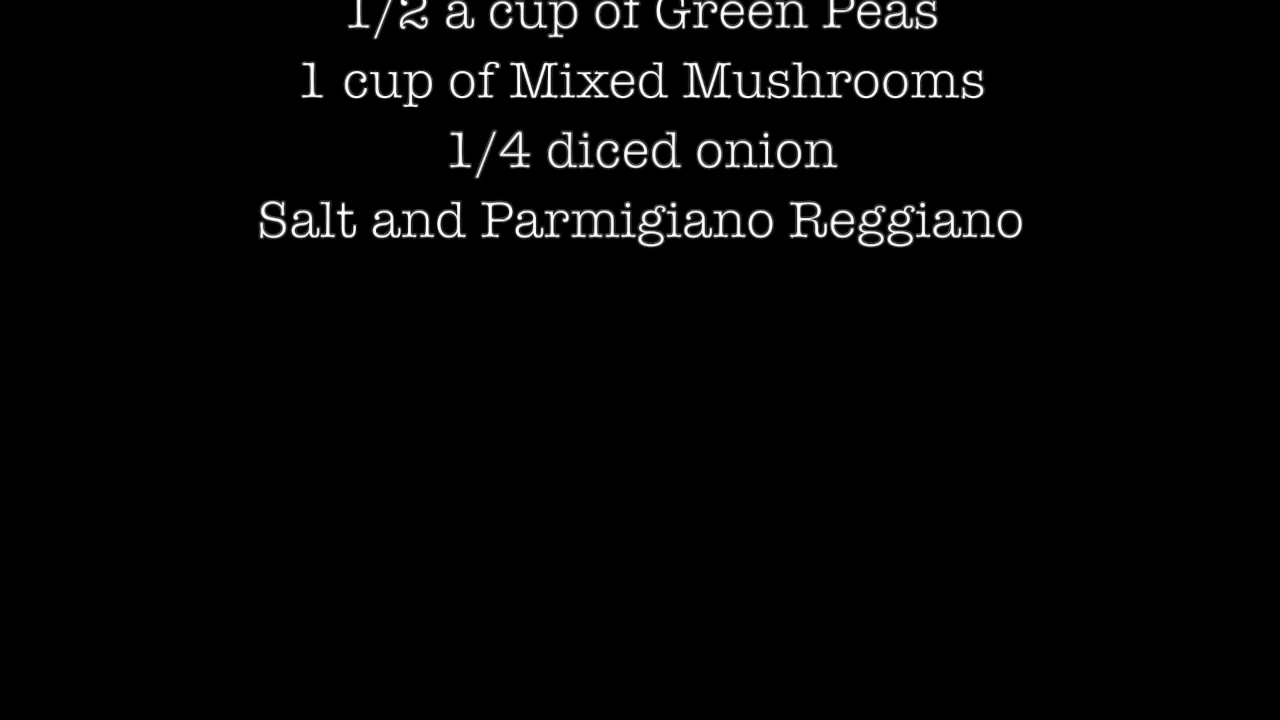 1/2 a cup of Green Peas
1 cup of Mixed Mushrooms
1/4 diced onion
Salt and Parmigiano Reggiano